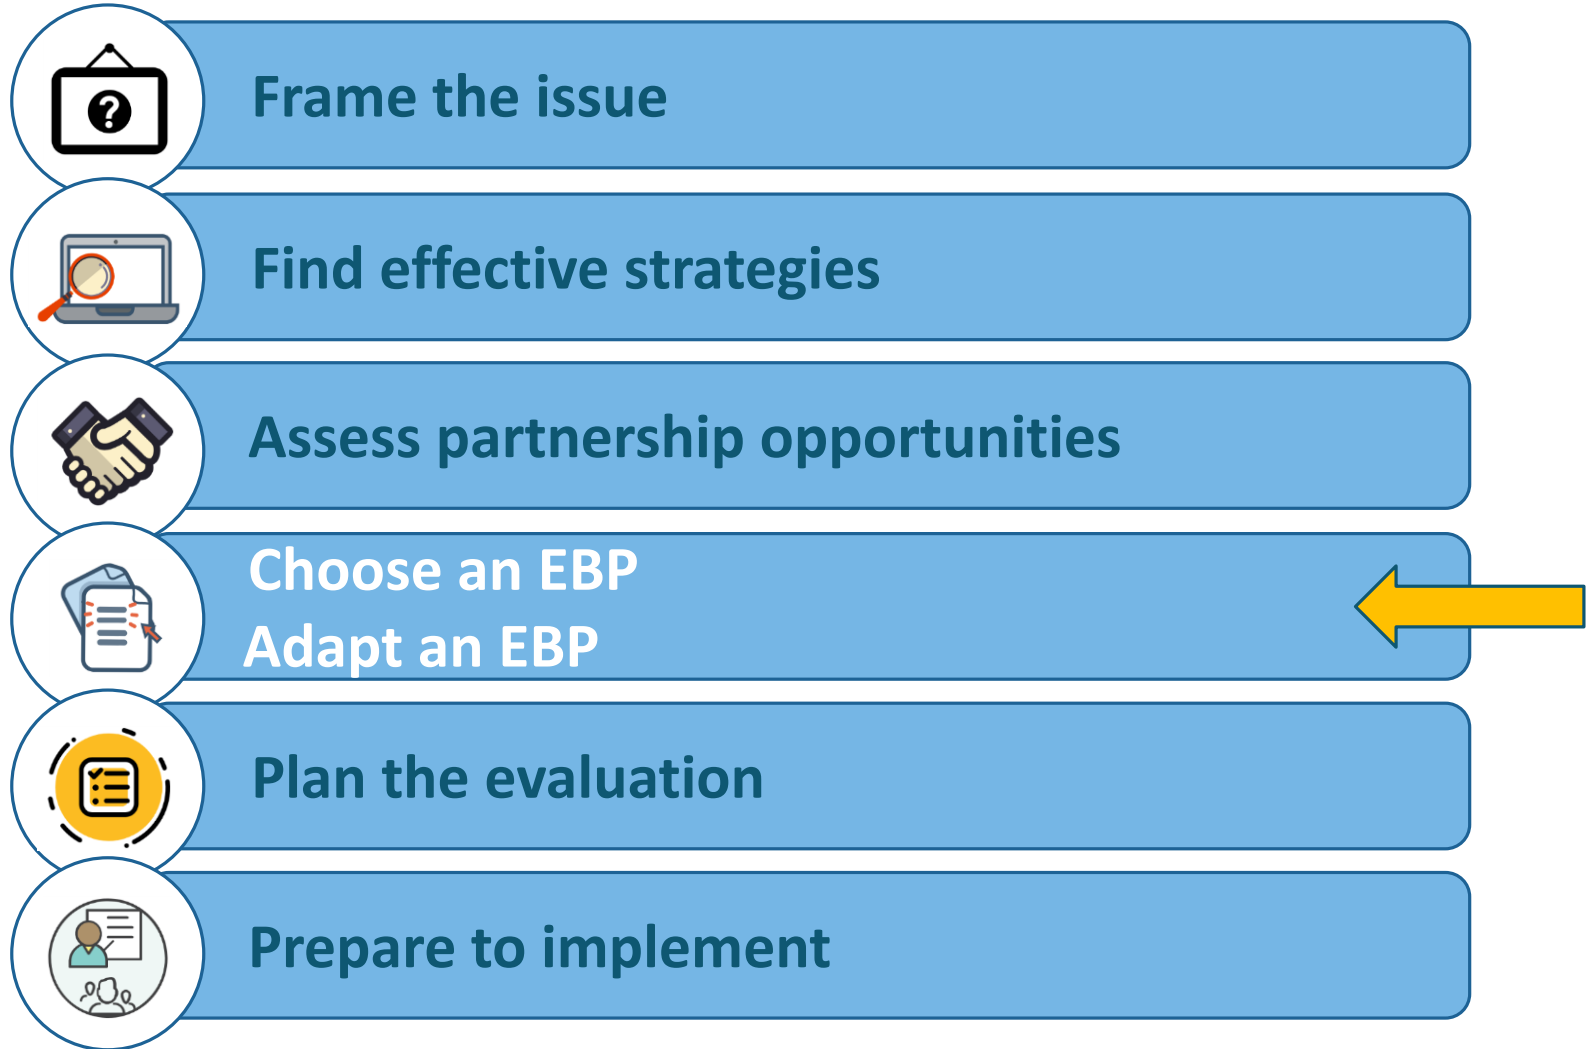 Frame the issue
Find effective strategies
Assess partnership opportunities
Choose an EBP
Adapt an EBP
Plan the evaluation
Prepare to implement